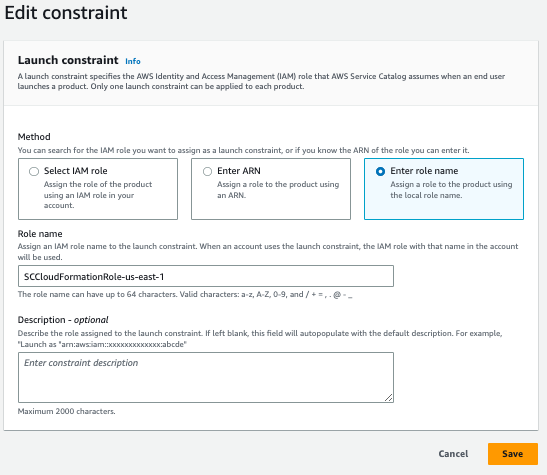 Edit constraint
Launch constraint Info
A launch constraint specifies the AWS Identity and Access Management (IAM) role that AWS Service Catalog assumes when an end user
launches a product. Only one launch constraint can be applied to each product.
Method
You can search for the IAM role you want to assign as a launch constraint, or if you know the ARN of the role you can enter it.
Select IAM role
Assign the role of the product
using an IAM role in your
account.
Enter ARN
Assign a role to the product using
an ARN.
Enter role name
Assign a role to the product using
the local role name.
Role name
Assign an IAM role name to the launch constraint. When an account uses the launch constraint, the IAM role with that name in the account
will be used.
SCCloudFormationRole-us-east-1
The role name can have up to 64 characters. Valid characters: a-z, A-Z, 0-9, and / + = , . @ - _
Description - optional
Describe the role assigned to the launch constraint. If left blank, this field will autopopulate with the default description. For example,
"Launch as "arn:aws:iam::xxxxxxxxxxxxx:abcde"
Enter constraint description
Maximum 2000 characters.
Cancel
Save